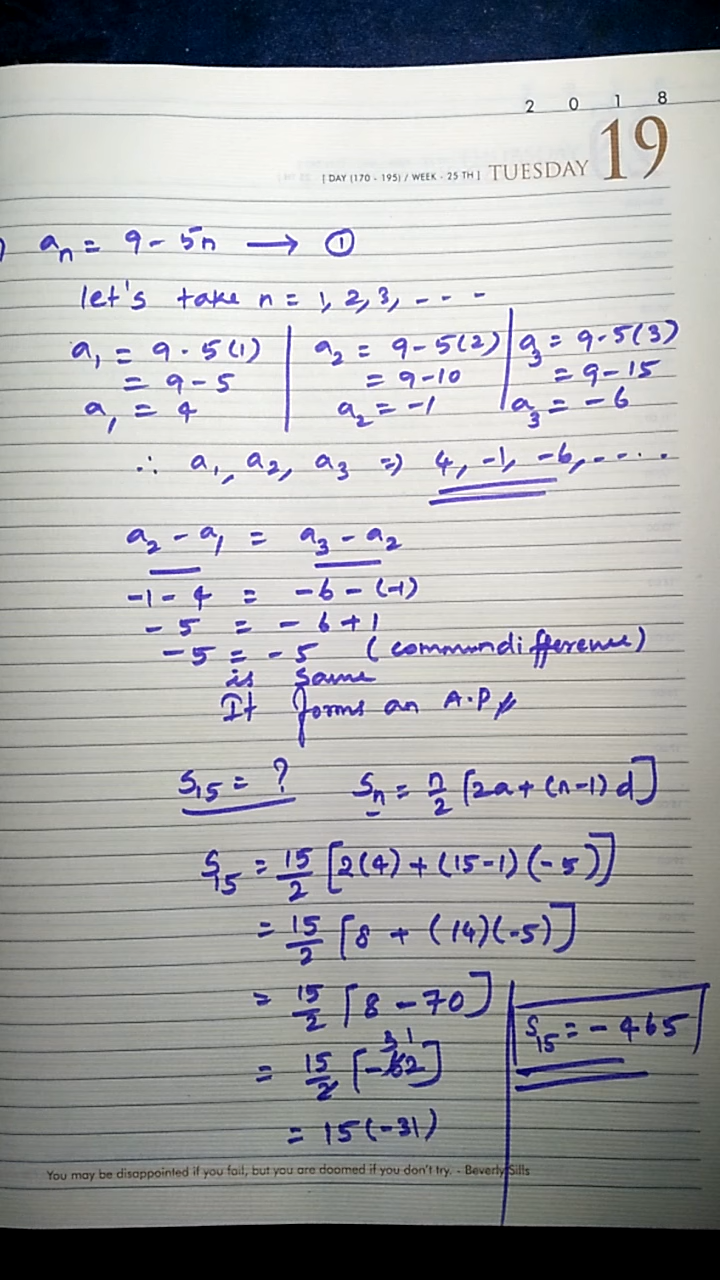 2 0 1 8
[ DAY (170 - 195) / WEEK - 25 TH ] TUESDAY 19
) aₙ = 9 - 5n → ①
let's take n = 1, 2, 3, - - -
a₁ = 9 - 5(1) | a₂ = 9 - 5(2) | a₃ = 9 - 5(3)
= 9 - 5 | = 9 - 10 | = 9 - 15
a₁ = 4 | a₂ = -1 | a₃ = -6
∴ a₁, a₂, a₃ ⇒ 4, -1, -6, - - - .
a₂ - a₁ = a₃ - a₂
-1 - 4 = -6 - (-1)
-5 = -6 + 1
-5 = -5 (commondifference)
is same
It forms an A.P
S₁₅ = ? Sₙ = n/2 [2a + (n-1) d]
S₁₅ = 15/2 [2(4) + (15-1) (-5)]
= 15/2 [8 + (14)(-5)]
= 15/2 [8 - 70]
= 15/2 [-62] 31
= 15(-31)
S₁₅ = - 465
You may be disappointed if you fail, but you are doomed if you don't try. - Beverly Sills